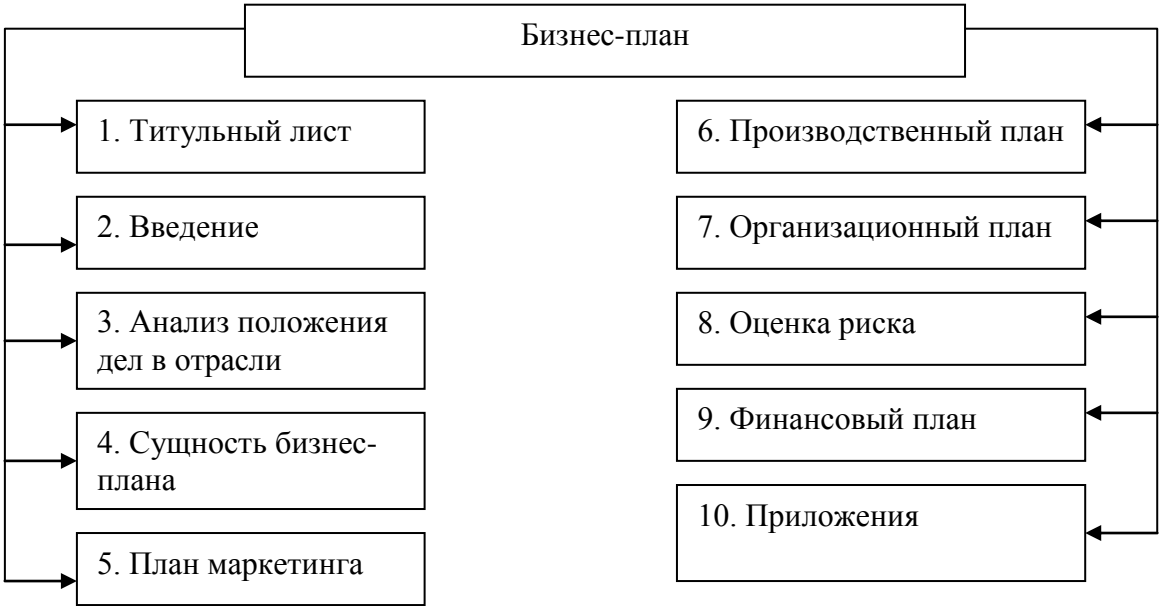 Бизнес-план
1. Титульный лист
2. Введение
3. Анализ положения
дел в отрасли
4. Сущность бизнес-
плана
5. План маркетинга
6. Производственный план
7. Организационный план
8. Оценка риска
9. Финансовый план
10. Приложения